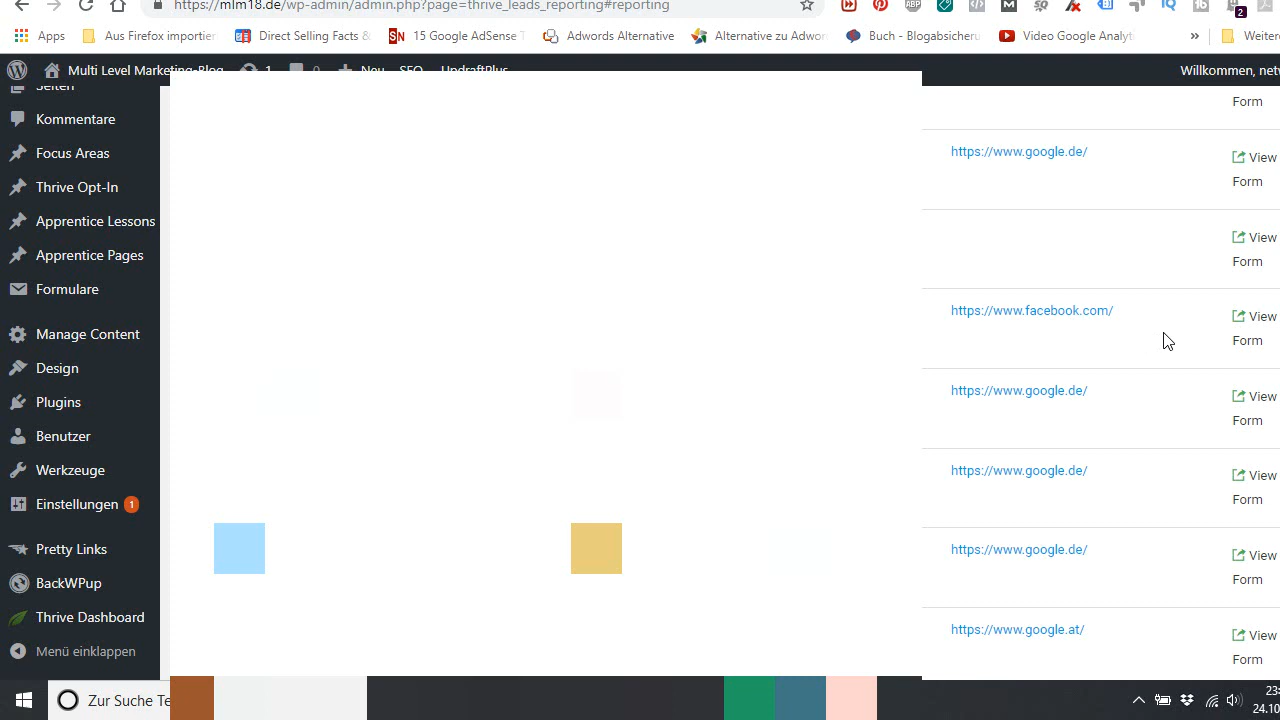 https://mlm18.de/wp-admin/admin.php?page=thrive_leads_reporting#reporting
2
Apps
Aus Firefox importier
Direct Selling Facts &
15 Google AdSense T
Adwords Alternative
Alternative zu Adwor
Buch - Blogabsicheru
Video Google Analyt
»
Weitere
Multi Level Marketing-Blog
1
0
Neu
SEO
UpdraftPlus
Willkommen, netv
Seiten
Kommentare
Focus Areas
Thrive Opt-In
Apprentice Lessons
Apprentice Pages
Formulare
Manage Content
Design
Plugins
Benutzer
Werkzeuge
Einstellungen 1
Pretty Links
BackWPup
Thrive Dashboard
Menü einklappen
Form
https://www.google.de/
View
Form
View
Form
https://www.facebook.com/
View
Form
https://www.google.de/
View
Form
https://www.google.de/
View
Form
https://www.google.de/
View
Form
https://www.google.at/
View
Form
Zur Suche Te
23:
24.10